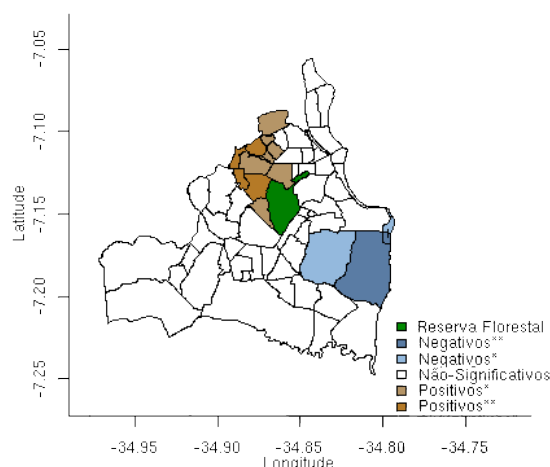 Latitude
-7.05
-7.10
-7.15
-7.20
-7.25
Reserva Florestal
Negativos**
Negativos*
Não-Significativos
Positivos*
Positivos**
-34.95
-34.90
-34.85
-34.80
-34.75
Longitude